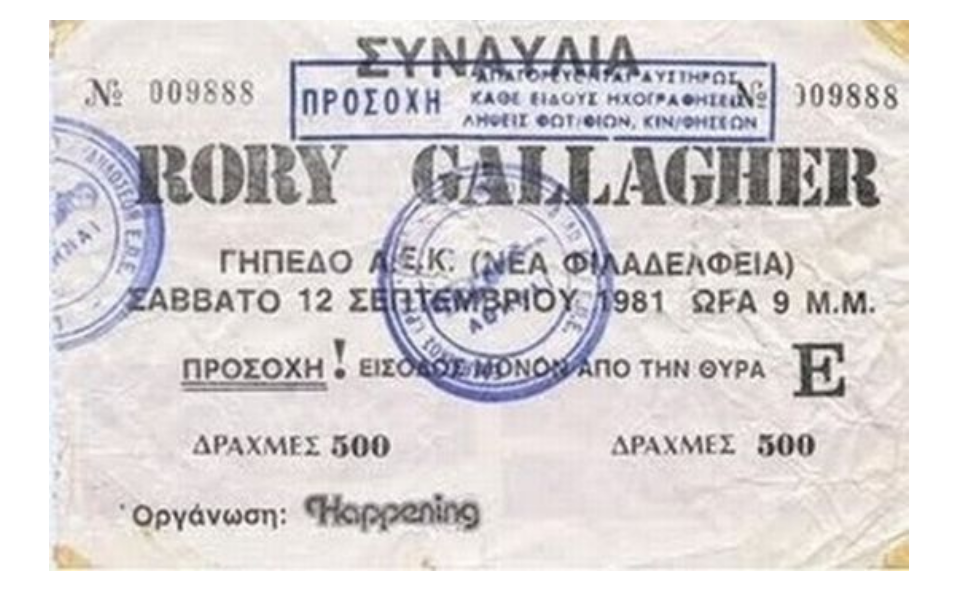 ΣΥΝΑΥΛΙΑ
№ 009888
№ 009888
ΠΡΟΣΟΧΗ
ΑΠΑΓΟΡΕΥΟΝΤΑΙ ΑΥΣΤΗΡΩΣ
ΚΑΘΕ ΕΙΔΟΥΣ ΗΧΟΓΡΑΦΗΣΕΙΣ
ΛΗΨΕΙΣ ΦΩΤ/ΦΙΩΝ, ΚΙΝ/ΦΗΣΕΩΝ
RORY GALLAGHER
ΓΗΠΕΔΟ Α.Ε.Κ. (ΝΕΑ ΦΙΛΑΔΕΛΦΕΙΑ)
ΣΑΒΒΑΤΟ 12 ΣΕΠΤΕΜΒΡΙΟΥ 1981 ΩΡΑ 9 Μ.Μ.
ΠΡΟΣΟΧΗ! ΕΙΣΟΔΟΣ ΜΟΝΟΝ ΑΠΟ ΤΗΝ ΘΥΡΑ Ε
ΔΡΑΧΜΕΣ 500 ΔΡΑΧΜΕΣ 500
Οργάνωση: Happening